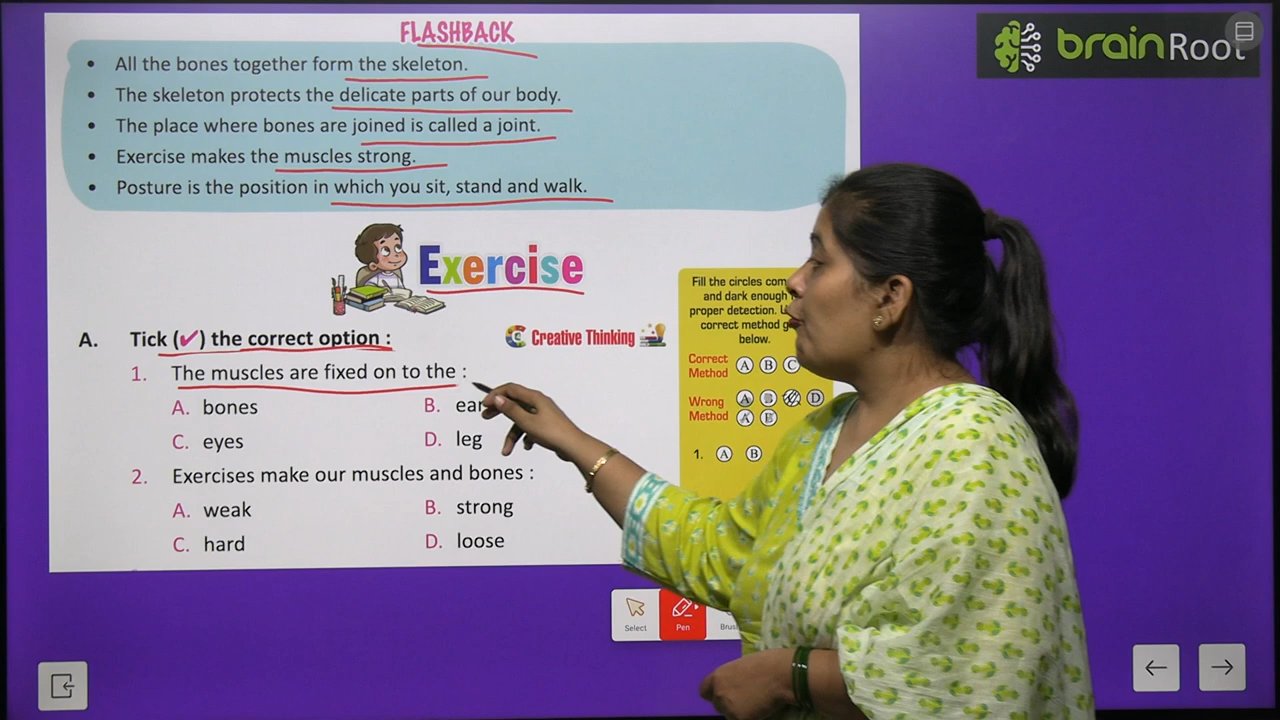 FLASHBACK
brainRoot
• All the bones together form the skeleton.
• The skeleton protects the delicate parts of our body.
• The place where bones are joined is called a joint.
• Exercise makes the muscles strong.
• Posture is the position in which you sit, stand and walk.
Exercise
A. Tick (✓) the correct option :
Creative Thinking
1. The muscles are fixed on to the :
A. bones B.
C. eyes D. leg
2. Exercises make our muscles and bones :
A. weak B. strong
C. hard D. loose
Fill the circles
and dark enough
proper detection.
correct method
below.
Correct
Method A B C
Wrong
Method A B D
A E
1. A B
Select Pen